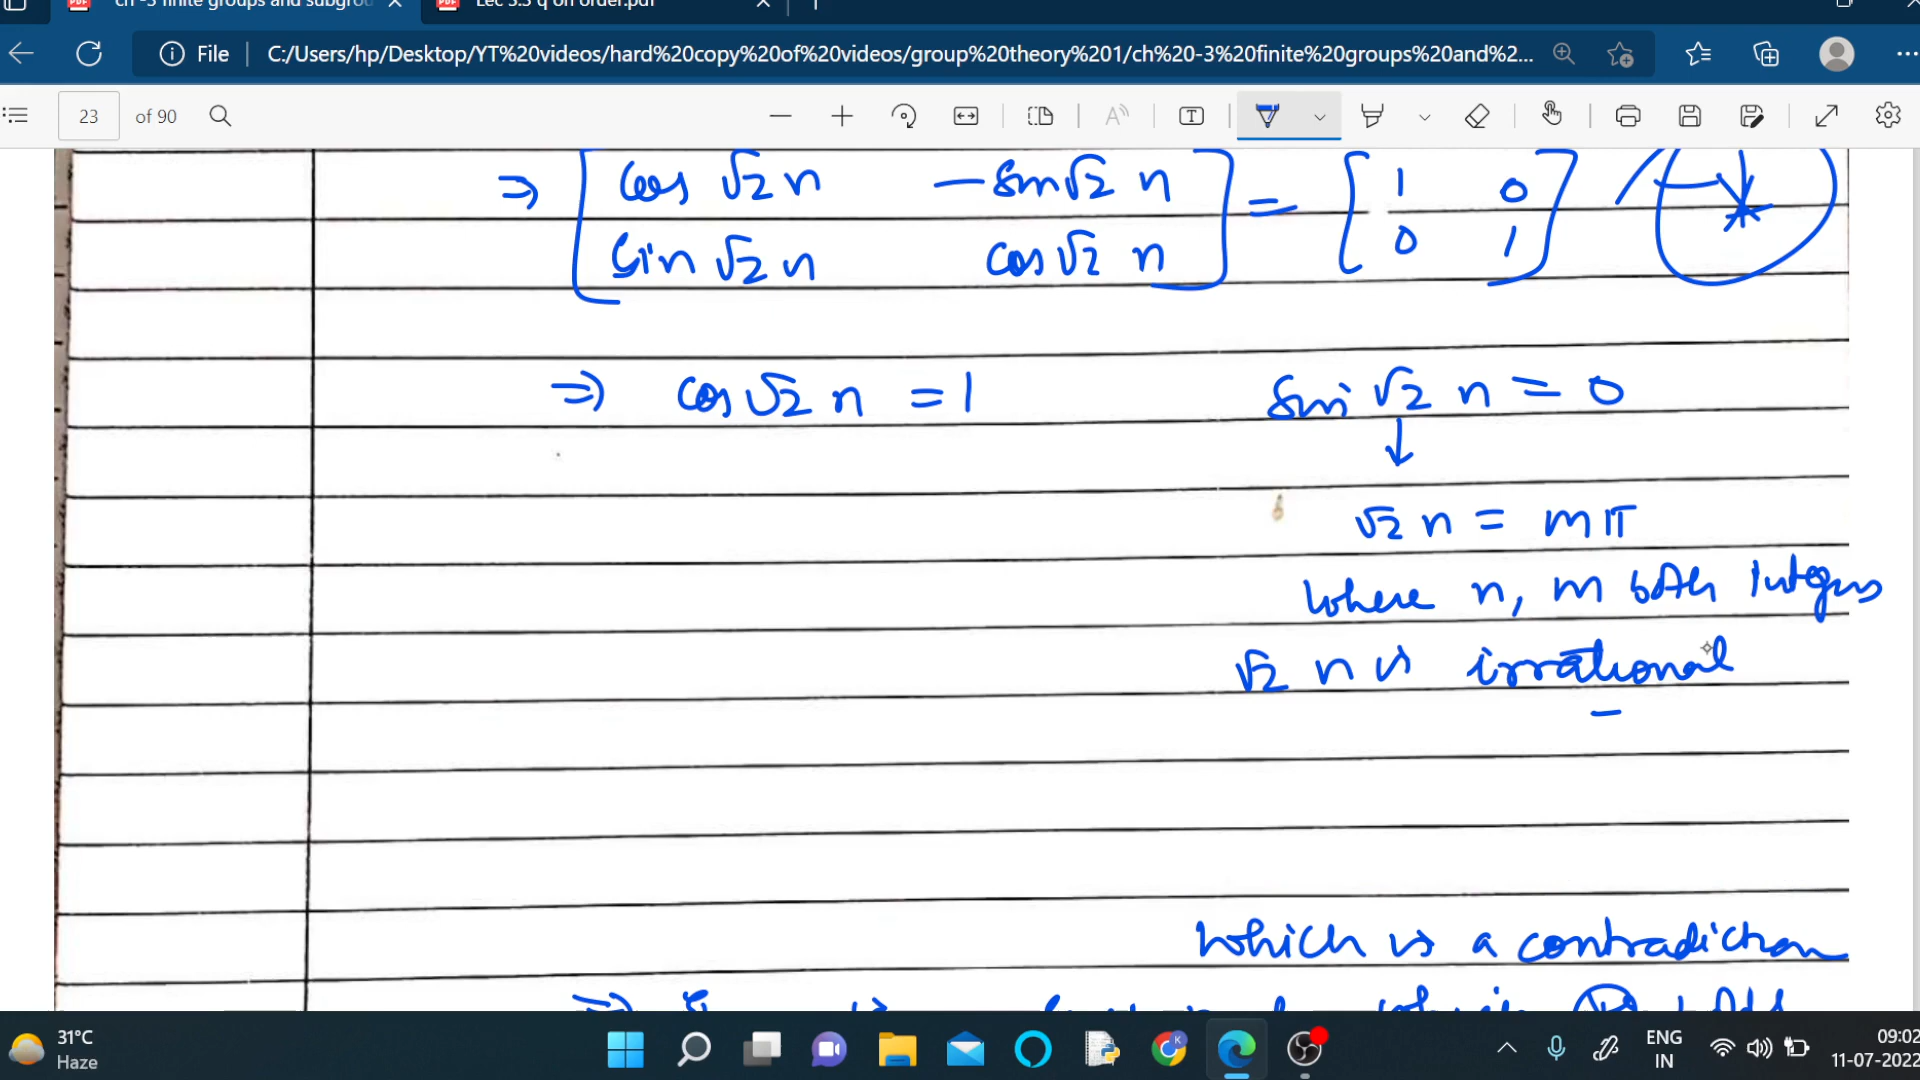 ch -3 finite groups and subgrou
Lec 3.3 q on order.pdf
File C:/Users/hp/Desktop/YT%20videos/hard%20copy%20of%20videos/group%20theory%201/ch%20-3%20finite%20groups%20and%2...
23 of 90
⇒ [ cos √2 n −sin √2 n ] = [ 1 0 ]
[ sin √2 n cos √2 n ] [ 0 1 ]
⇒ cos √2 n = 1 sin √2 n = 0
↓
√2 n = m π
where n, m both integers
√2 n is irrational
which is a contradiction
31°C
Haze
ENG
IN
09:02
11-07-2022